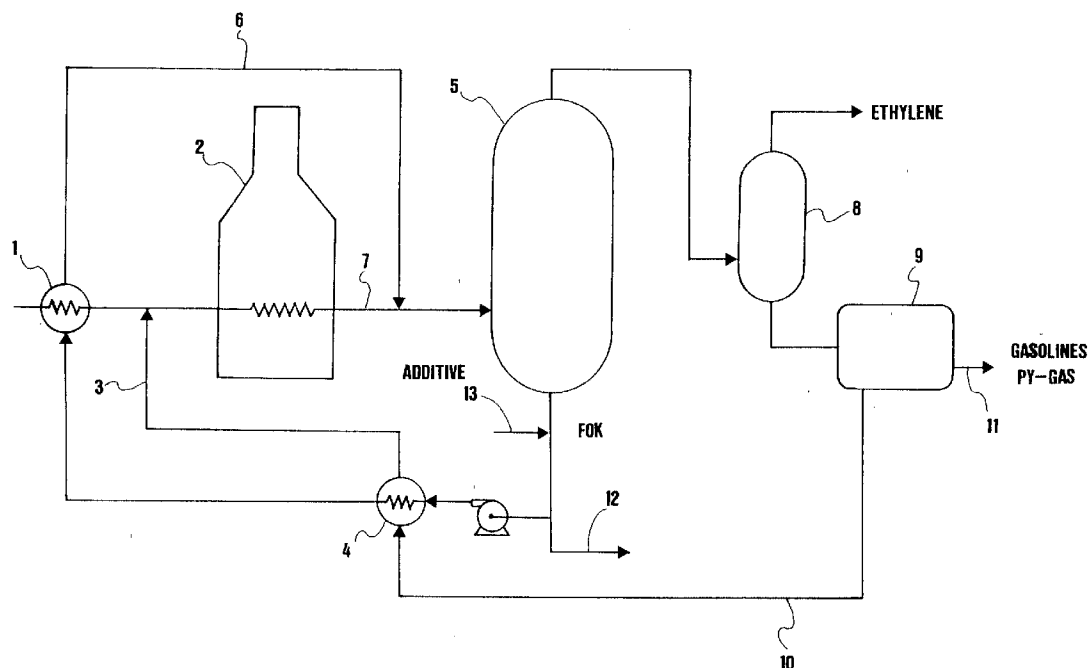 6
5
ETHYLENE
2
8
1
7
9
GASOLINES
PY-GAS
ADDITIVE
3
13
11
FOK
12
4
10